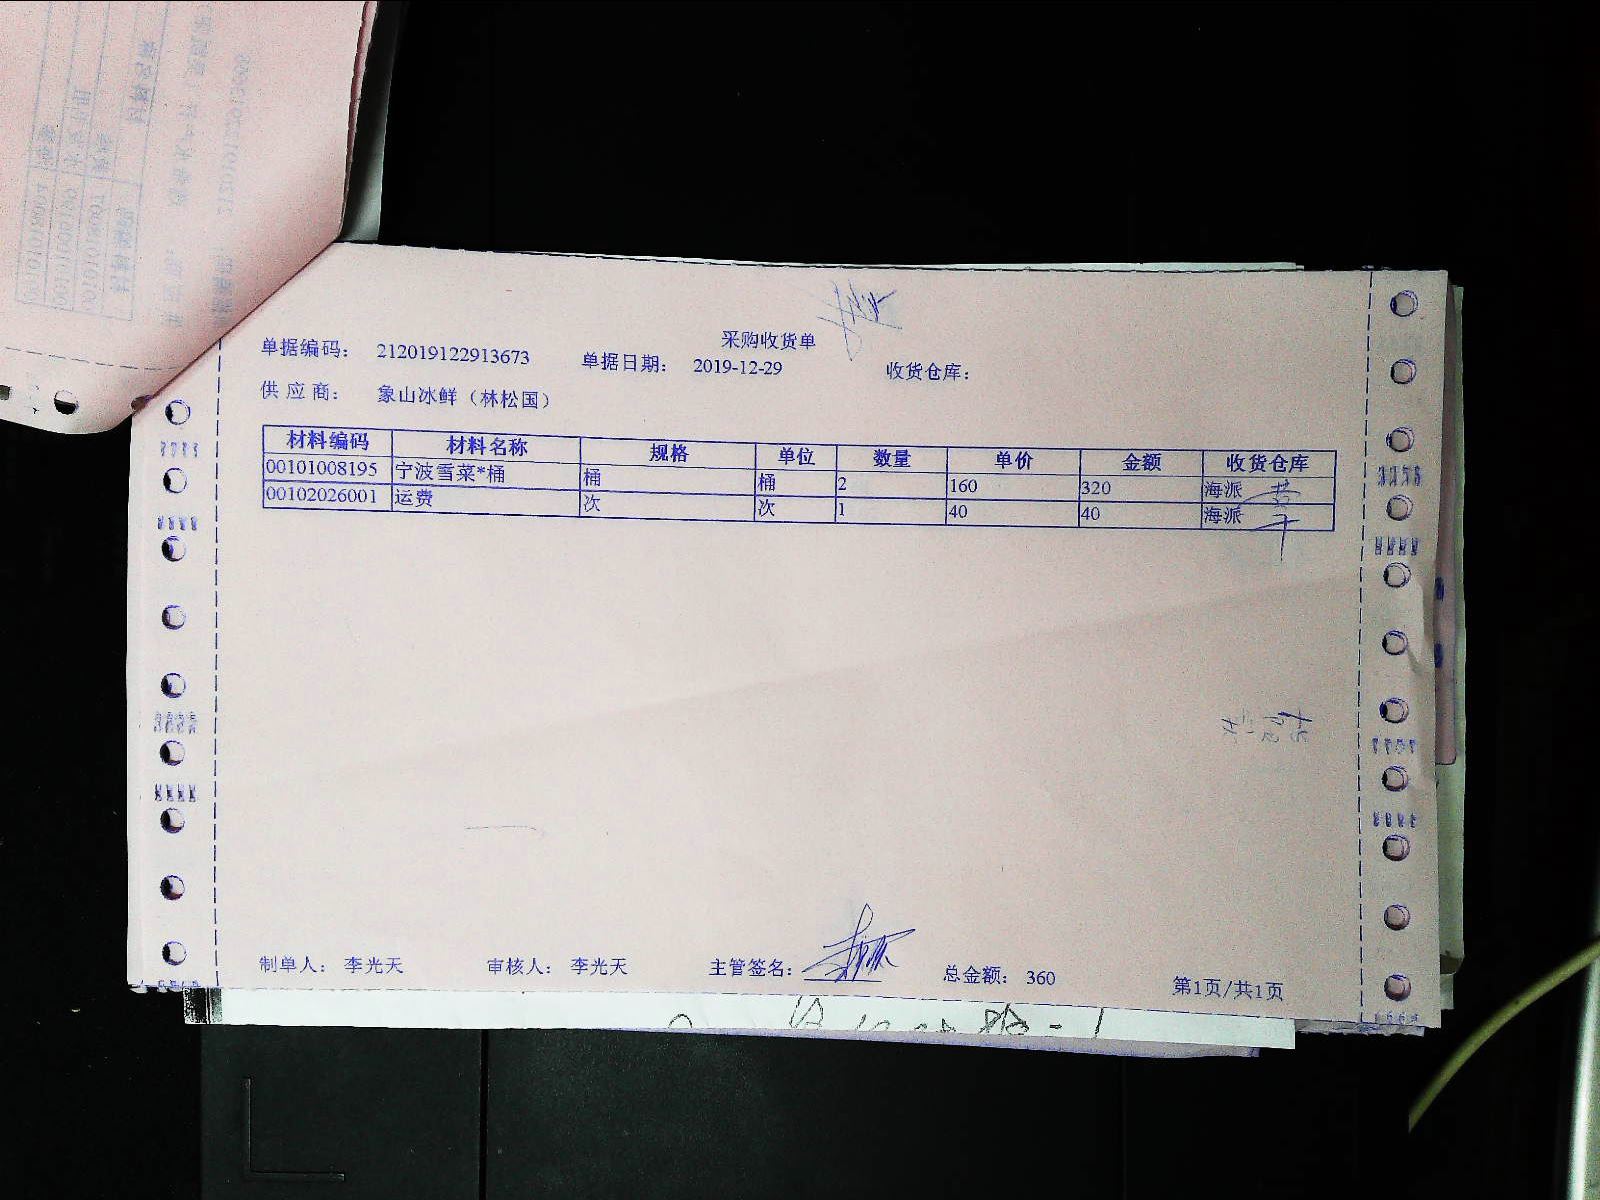 采购收货单
单据编码: 212019122913673 单据日期: 2019-12-29 收货仓库:
供应商: 象山冰鲜（林松国）
材料编码 材料名称 规格 单位 数量 单价 金额 收货仓库
00101008195 宁波雪菜*桶 桶 桶 2 160 320 海派
00102026001 运费 次 次 1 40 40 海派
制单人: 李光天 审核人: 李光天 主管签名: 总金额: 360 第1页/共1页